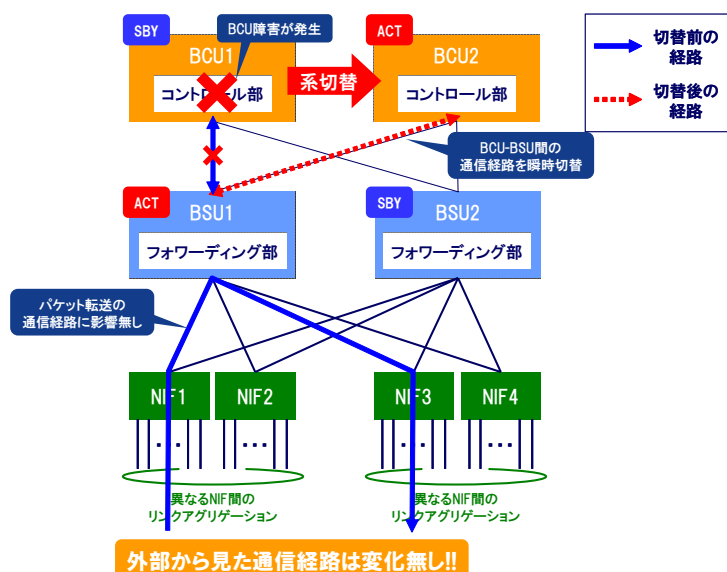 SBY
BCU障害が発生
ACT
BCU1
コントロール部
系切替
BCU2
コントロール部
切替前の
経路
切替後の
経路
BCU-BSU間の
通信経路を瞬時切替
ACT
BSU1
フォワーディング部
SBY
BSU2
フォワーディング部
パケット転送の
通信経路に影響無し
NIF1
NIF2
NIF3
NIF4
･･･
･･･
･･･
･･･
異なるNIF間の
リンクアグリゲーション
異なるNIF間の
リンクアグリゲーション
外部から見た通信経路は変化無し!!